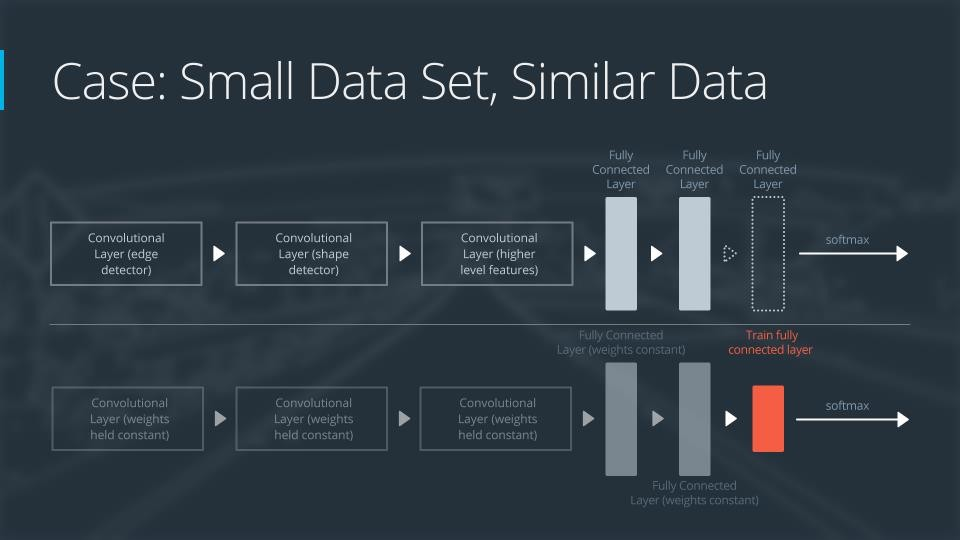 Case: Small Data Set, Similar Data
Fully
Connected
Layer
Fully
Connected
Layer
Fully
Connected
Layer
Convolutional
Layer (edge
detector)
Convolutional
Layer (shape
detector)
Convolutional
Layer (higher
level features)
softmax
Fully Connected
Layer (weights constant)
Train fully
connected layer
Convolutional
Layer (weights
held constant)
Convolutional
Layer (weights
held constant)
Convolutional
Layer (weights
held constant)
softmax
Fully Connected
Layer (weights constant)